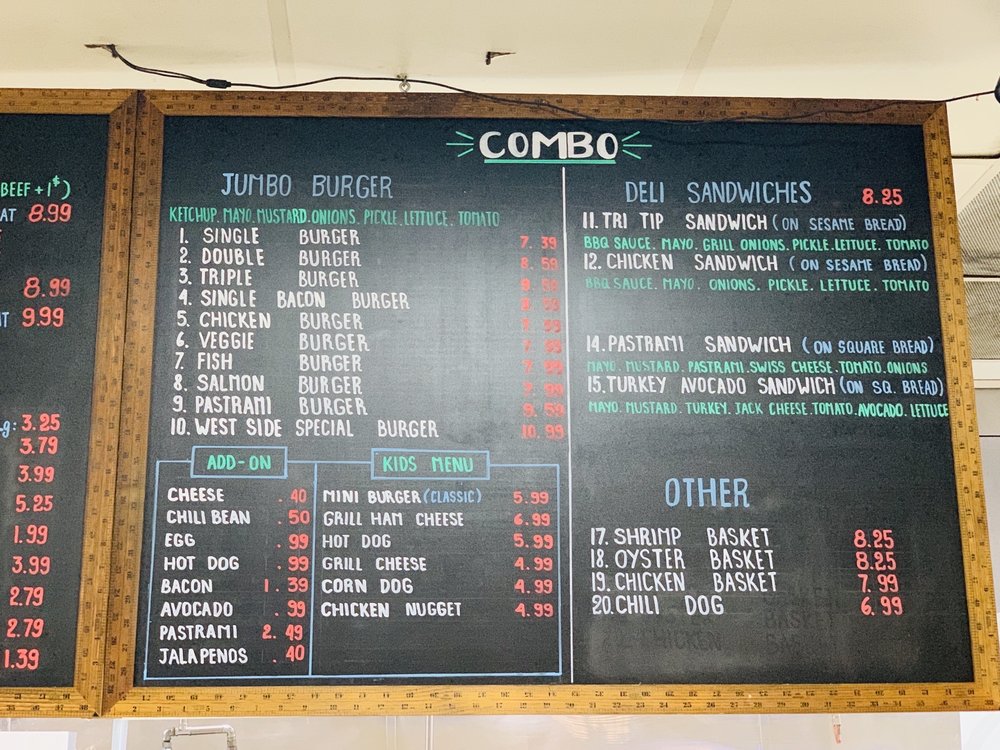 BEEF + 1$)
AT 8.99
8.99
9.99
g: 3.25
3.79
3.99
5.25
1.99
3.99
2.79
2.79
1.39
COMBO
JUMBO BURGER
KETCHUP. MAYO. MUSTARD. ONIONS. PICKLE. LETTUCE. TOMATO
1. SINGLE BURGER 7.39
2. DOUBLE BURGER 8.59
3. TRIPLE BURGER
4. SINGLE BACON BURGER
5. CHICKEN BURGER
6. VEGGIE BURGER
7. FISH BURGER
8. SALMON BURGER
9. PASTRAMI BURGER 9.59
10. WEST SIDE SPECIAL BURGER 10.99
ADD-ON
CHEESE .40
CHILI BEAN .50
EGG .99
HOT DOG .99
BACON 1.39
AVOCADO .99
PASTRAMI 2.49
JALAPENOS .40
KIDS MENU
MINI BURGER (CLASSIC) 5.99
GRILL HAM CHEESE 6.99
HOT DOG 5.99
GRILL CHEESE 4.99
CORN DOG 4.99
CHICKEN NUGGET 4.99
DELI SANDWICHES 8.25
11. TRI TIP SANDWICH (ON SESAME BREAD)
BBQ SAUCE. MAYO. GRILL ONIONS. PICKLE. LETTUCE. TOMATO
12. CHICKEN SANDWICH (ON SESAME BREAD)
BBQ SAUCE. MAYO. ONIONS. PICKLE. LETTUCE. TOMATO
14. PASTRAMI SANDWICH (ON SQUARE BREAD)
MAYO. MUSTARD. PASTRAMI. SWISS CHEESE. TOMATO. ONIONS
15. TURKEY AVOCADO SANDWICH (ON SQ. BREAD)
MAYO. MUSTARD. TURKEY. JACK CHEESE. TOMATO. AVOCADO. LETTUCE
OTHER
17. SHRIMP BASKET 8.25
18. OYSTER BASKET 8.25
19. CHICKEN BASKET 7.99
20. CHILI DOG 6.99